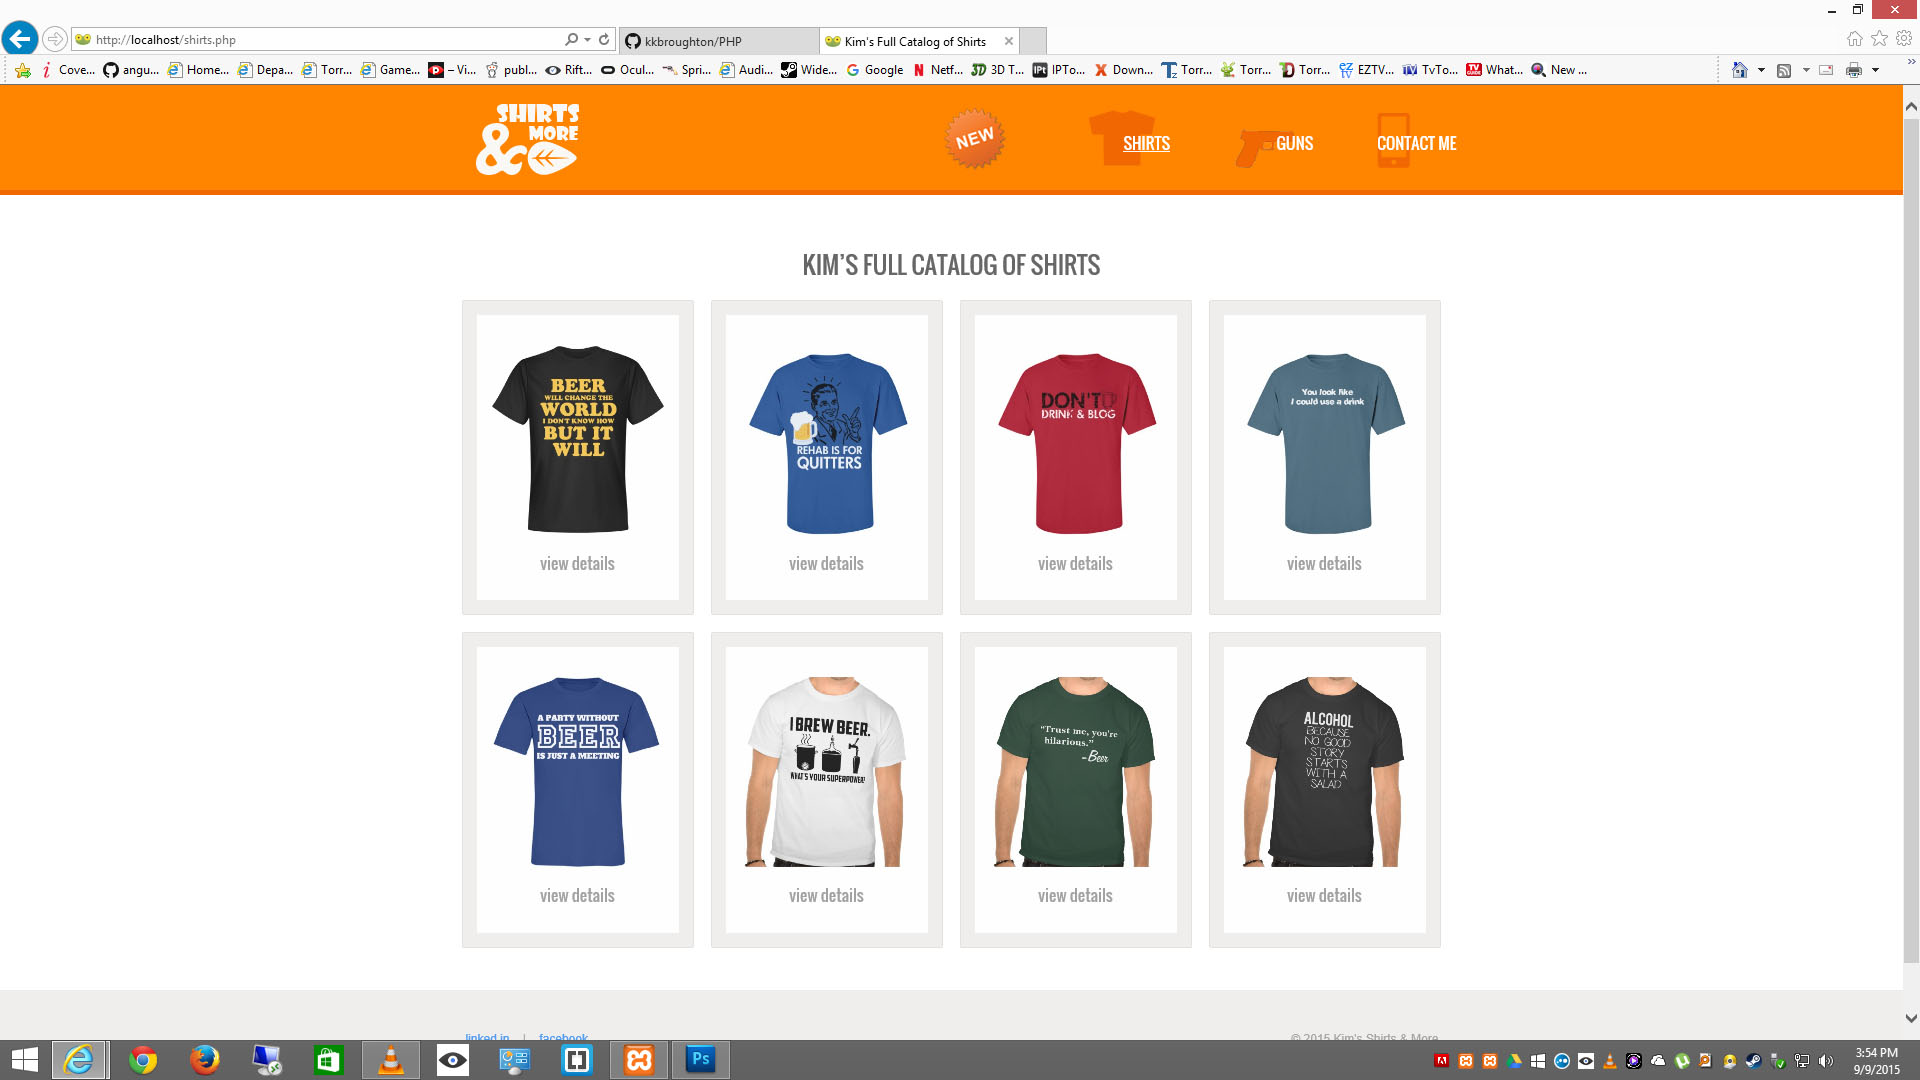 http://localhost/shirts.php
kkbroughton/PHP
Kim's Full Catalog of Shirts
Cove... angu... Home... Depa... Torr... Game... – Vi... publ... Rift... Ocul... Spri... Audi... Wide... Google Netf... 3D T... IPTo... Down... Torr... Torr... Torr... EZTV... TvTo... What... New ...
SHIRTS
MORE
&
NEW
SHIRTS
GUNS
CONTACT ME
KIM'S FULL CATALOG OF SHIRTS
BEER
WILL CHANGE THE
WORLD
I DON'T KNOW HOW
BUT IT
WILL
view details
REHAB IS FOR
QUITTERS
view details
DON'T
DRINK & BLOG
view details
You look like
I could use a drink
view details
A PARTY WITHOUT
BEER
IS JUST A MEETING
view details
I BREW BEER.
WHAT'S YOUR SUPERPOWER?
view details
"Trust me, you're
hilarious."
-Beer
view details
ALCOHOL
BECAUSE
NO GOOD
STORY
STARTS
WITH A
SALAD
view details
linked in | facebook
© 2015 Kim's Shirts & More
Ps
3:54 PM
9/9/2015